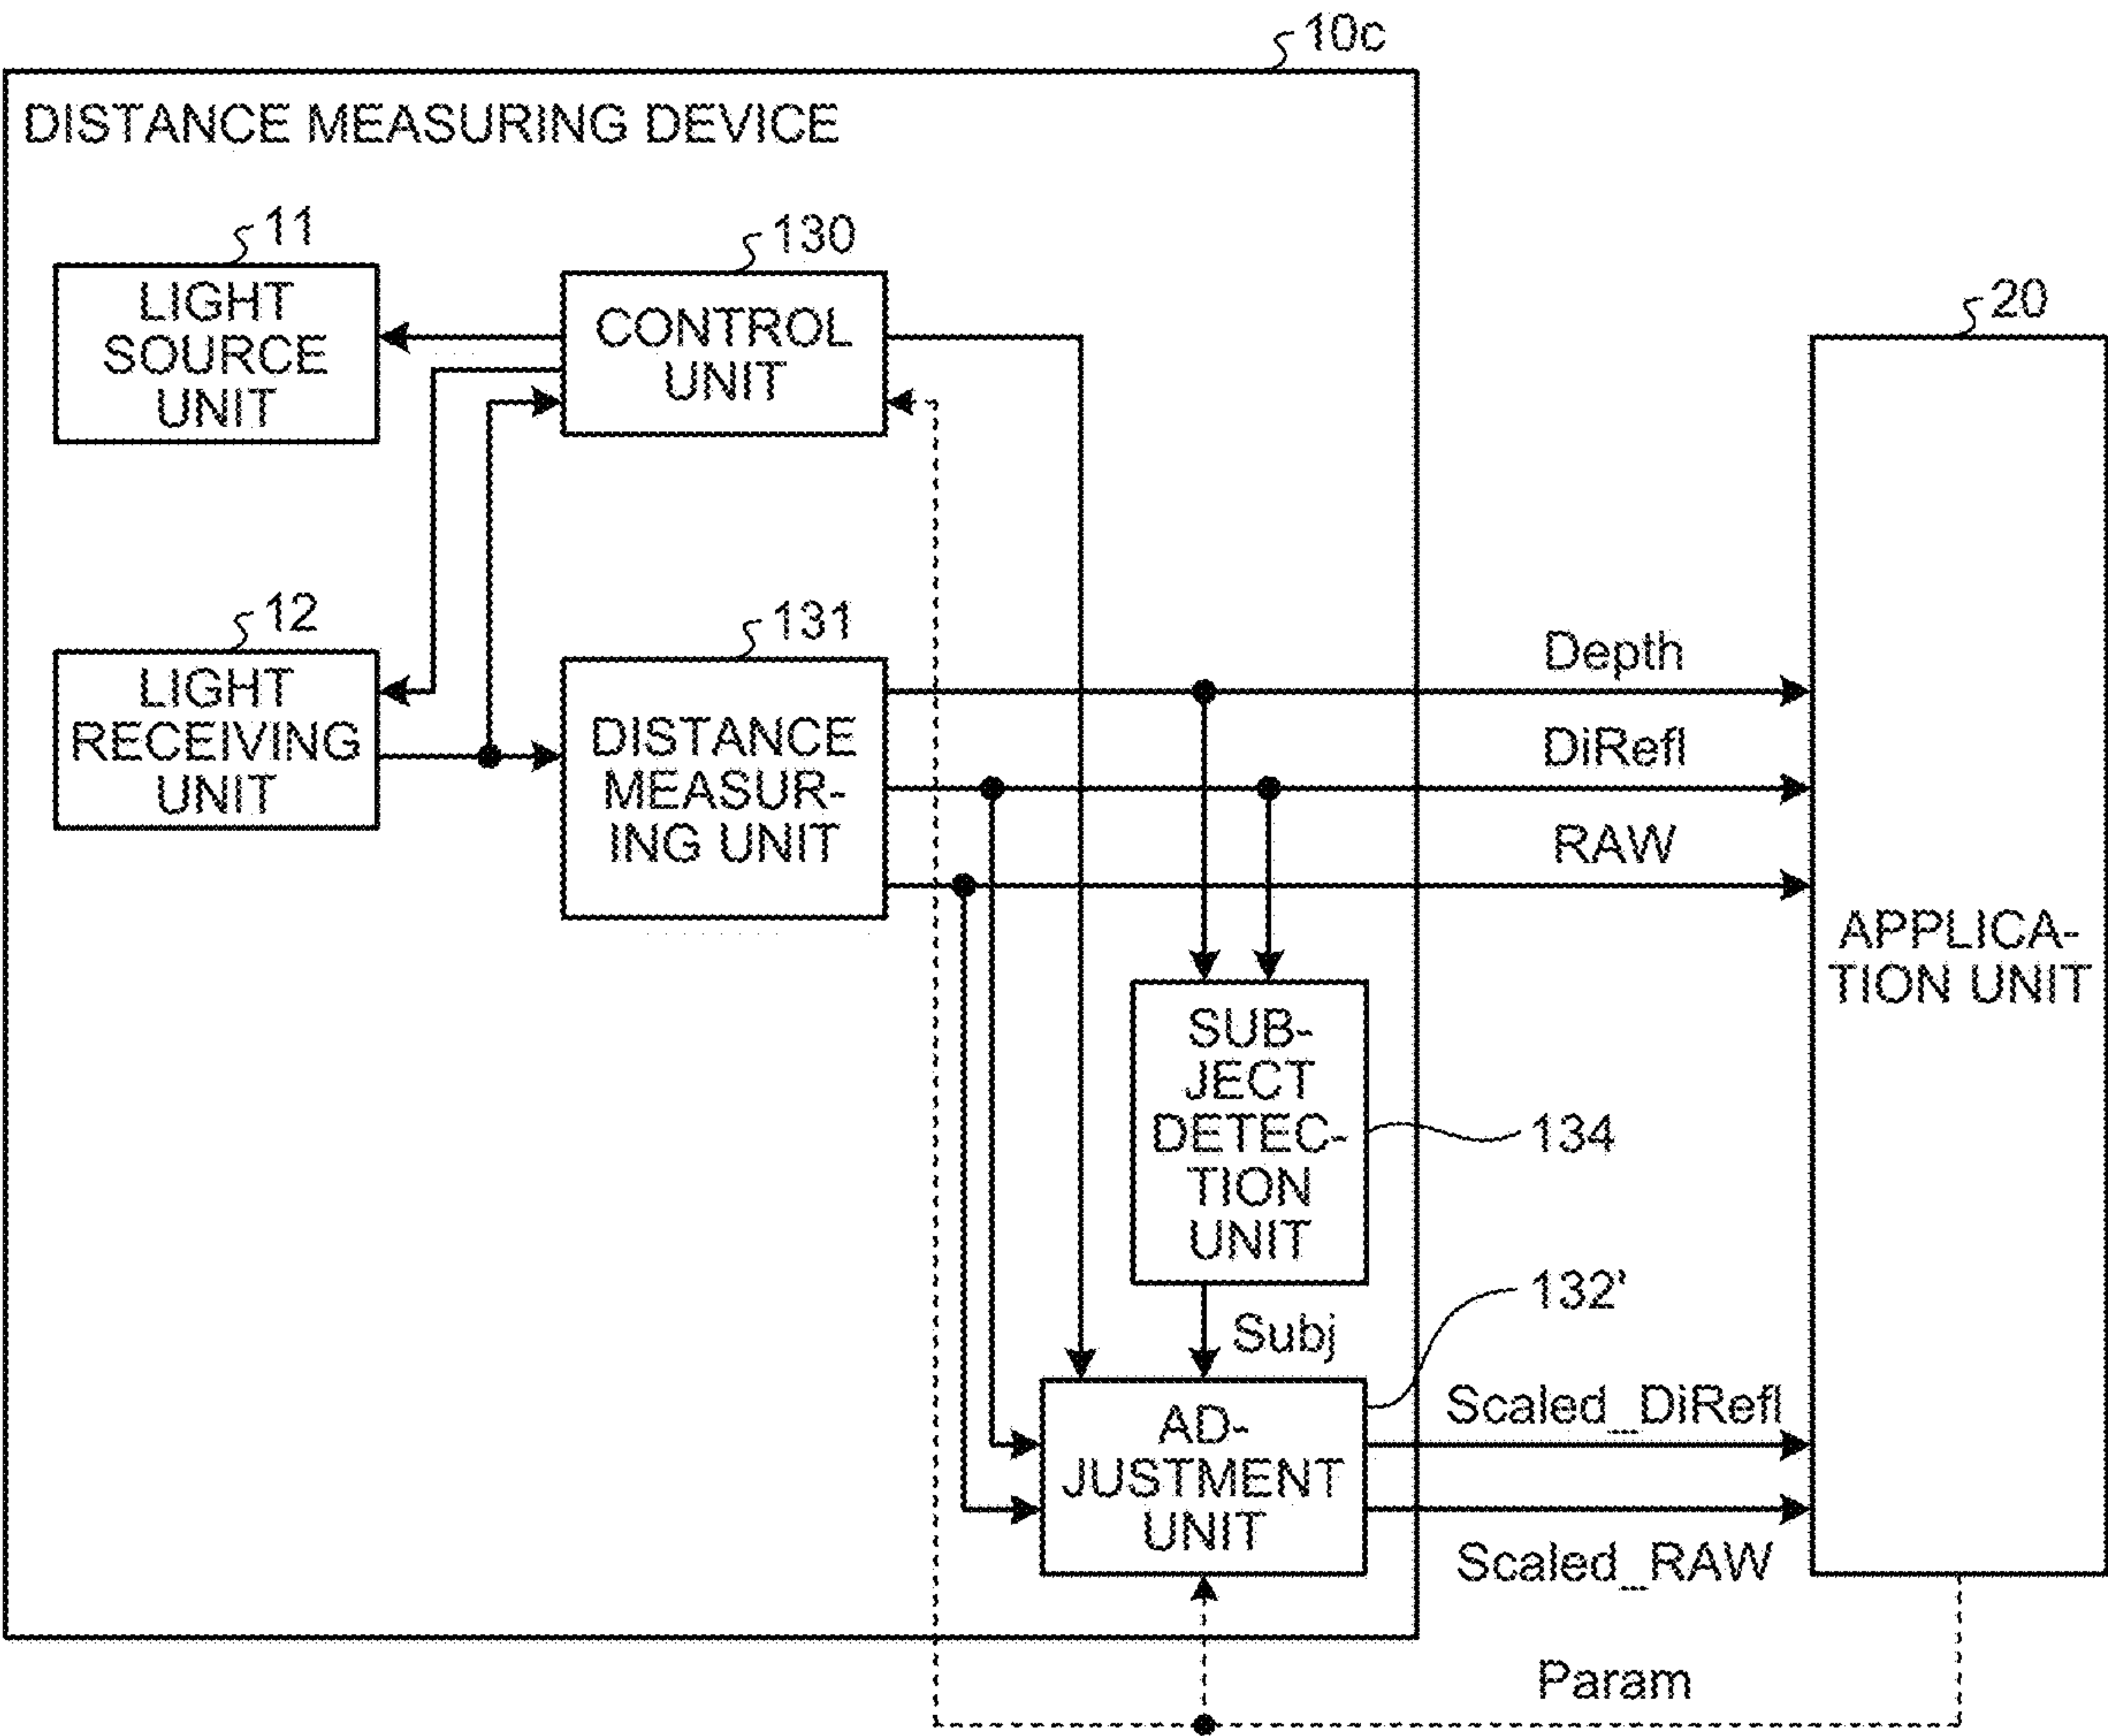 10c
DISTANCE MEASURING DEVICE
11
LIGHT
SOURCE
UNIT
130
CONTROL
UNIT
20
12
LIGHT
RECEIVING
UNIT
131
DISTANCE
MEASUR-
ING UNIT
Depth
DiRefl
RAW
APPLICA-
TION UNIT
SUB-
JECT
DETEC-
TION
UNIT
134
132'
Subj
AD-
JUSTMENT
UNIT
Scaled_DiRefl
Scaled_RAW
Param